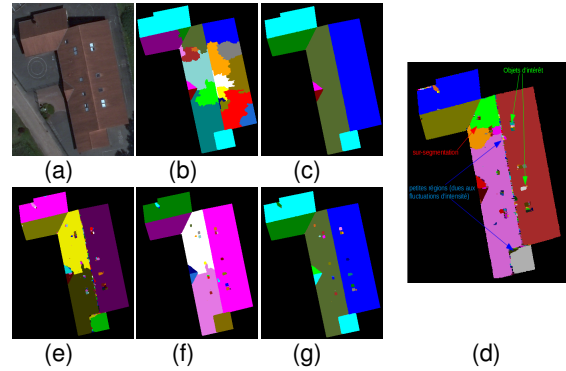 (a)
(b)
(c)
Objets d'intérêt
sur-segmentation
petites régions (dues aux
fluctuations d'intensité)
(e)
(f)
(g)
(d)